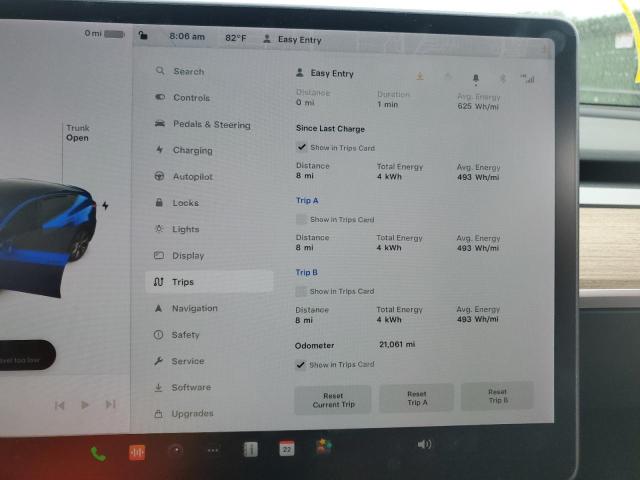 0 mi
8:06 am 82°F Easy Entry
Trunk
Open
level too low
Search
Controls
Pedals & Steering
Charging
Autopilot
Locks
Lights
Display
Trips
Navigation
Safety
Service
Software
Upgrades
Easy Entry
LTE
Distance Duration Avg. Energy
0 mi 1 min 625 Wh/mi
Since Last Charge
Show in Trips Card
Distance Total Energy Avg. Energy
8 mi 4 kWh 493 Wh/mi
Trip A
Show in Trips Card
Distance Total Energy Avg. Energy
8 mi 4 kWh 493 Wh/mi
Trip B
Show in Trips Card
Distance Total Energy Avg. Energy
8 mi 4 kWh 493 Wh/mi
Odometer 21,061 mi
Show in Trips Card
Reset
Current Trip
Reset
Trip A
Reset
Trip B
22